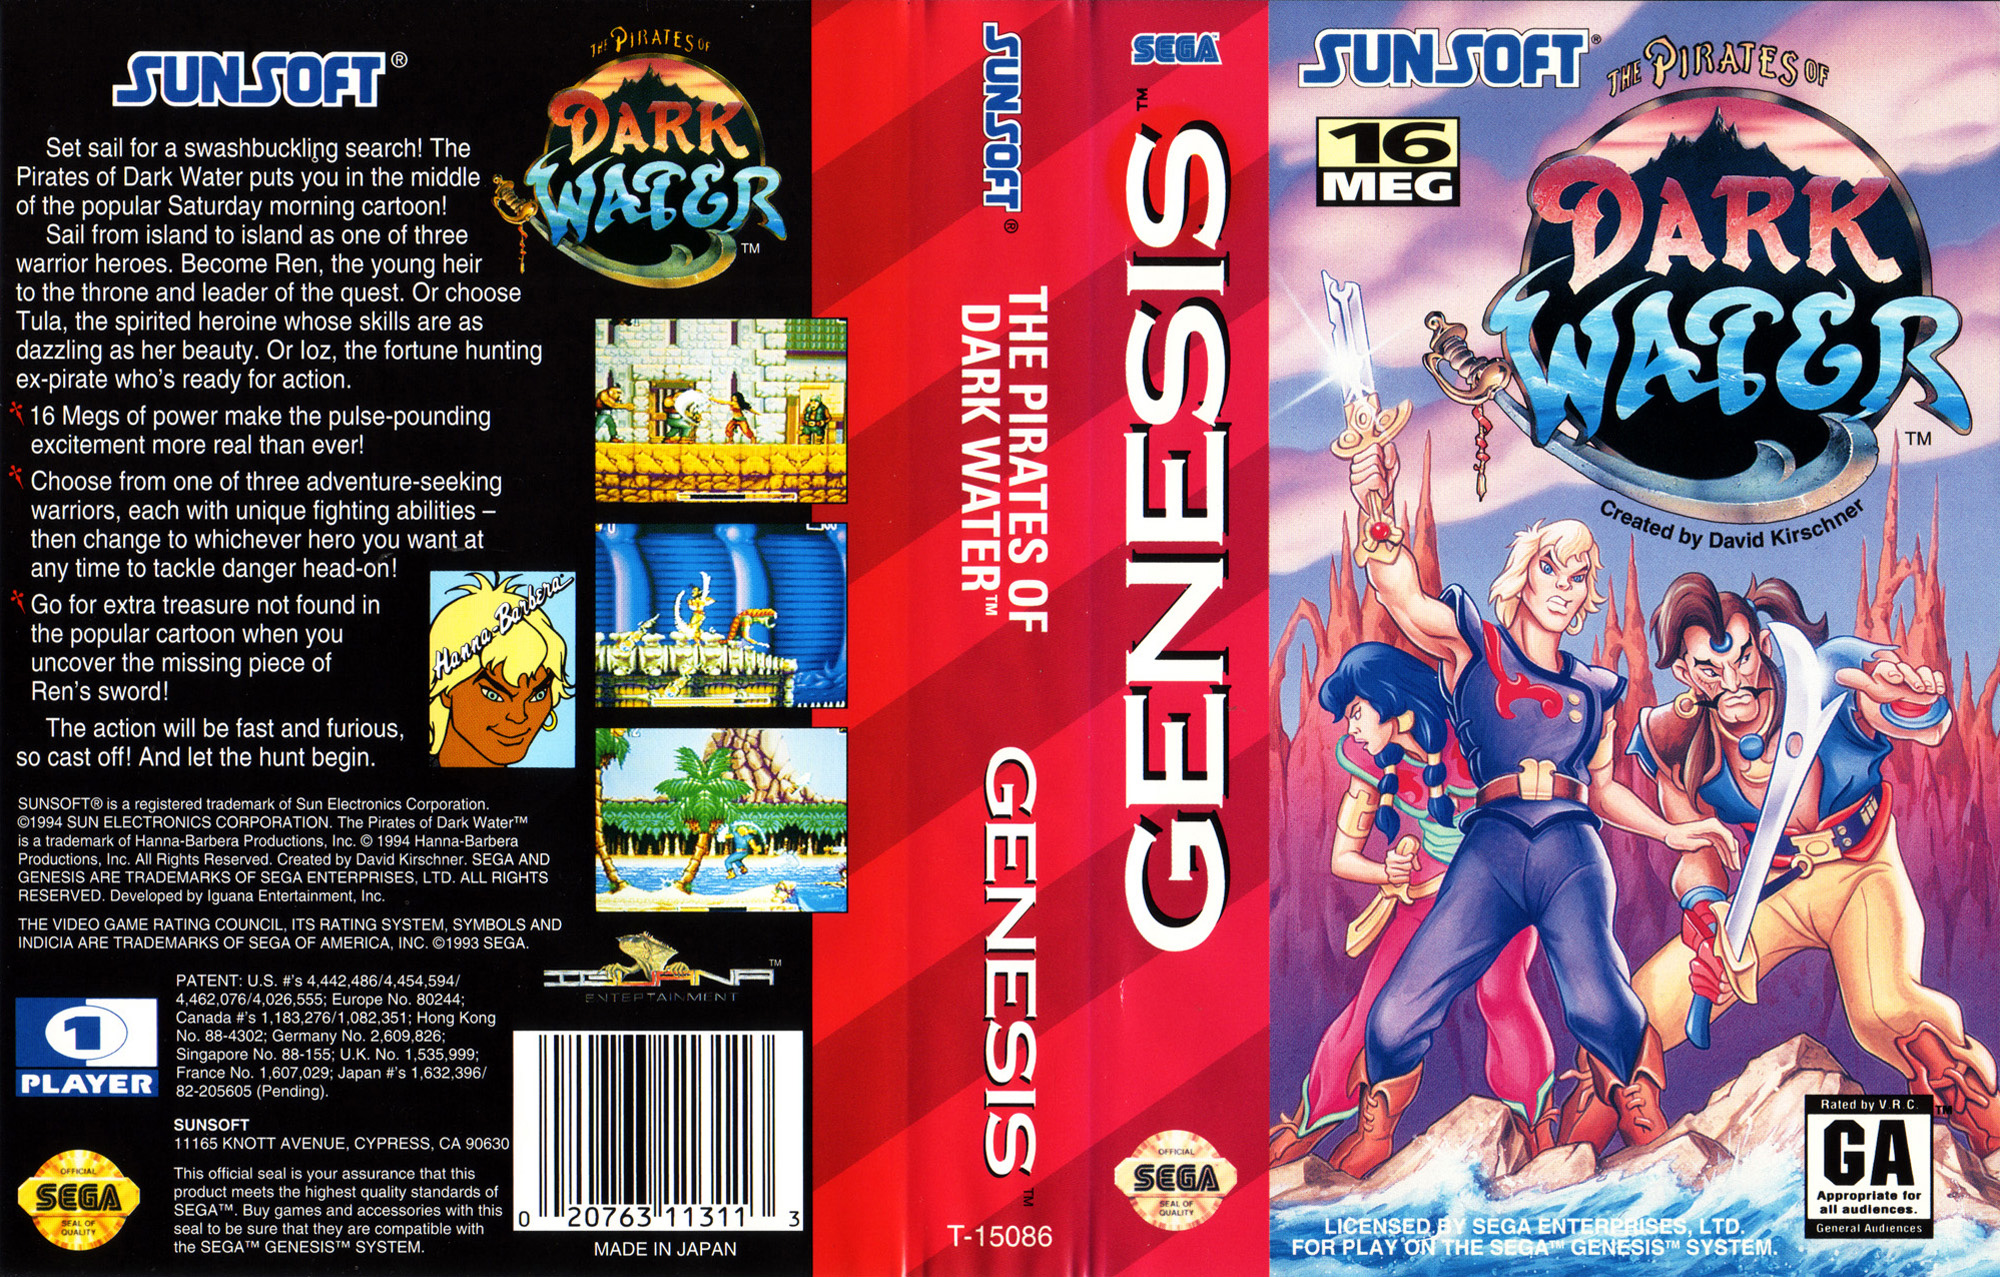 SUNSOFT®
THE PIRATES OF
DARK
WATER™
Set sail for a swashbuckling search! The
Pirates of Dark Water puts you in the middle
of the popular Saturday morning cartoon!
Sail from island to island as one of three
warrior heroes. Become Ren, the young heir
to the throne and leader of the quest. Or choose
Tula, the spirited heroine whose skills are as
dazzling as her beauty. Or Ioz, the fortune hunting
ex-pirate who's ready for action.
16 Megs of power make the pulse-pounding
excitement more real than ever!
Choose from one of three adventure-seeking
warriors, each with unique fighting abilities –
then change to whichever hero you want at
any time to tackle danger head-on!
Go for extra treasure not found in
the popular cartoon when you
uncover the missing piece of
Ren's sword!
The action will be fast and furious,
so cast off! And let the hunt begin.
Hanna-Barbera
SUNSOFT® is a registered trademark of Sun Electronics Corporation.
©1994 SUN ELECTRONICS CORPORATION. The Pirates of Dark Water™
is a trademark of Hanna-Barbera Productions, Inc. © 1994 Hanna-Barbera
Productions, Inc. All Rights Reserved. Created by David Kirschner. SEGA AND
GENESIS ARE TRADEMARKS OF SEGA ENTERPRISES, LTD. ALL RIGHTS
RESERVED. Developed by Iguana Entertainment, Inc.
THE VIDEO GAME RATING COUNCIL, ITS RATING SYSTEM, SYMBOLS AND
INDICIA ARE TRADEMARKS OF SEGA OF AMERICA, INC. ©1993 SEGA.
PATENT: U.S. #'s 4,442,486/4,454,594/
4,462,076/4,026,555; Europe No. 80244;
Canada #'s 1,183,276/1,082,351; Hong Kong
No. 88-4302; Germany No. 2,609,826;
Singapore No. 88-155; U.K. No. 1,535,999;
France No. 1,607,029; Japan #'s 1,632,396/
82-205605 (Pending).
1
PLAYER
SUNSOFT
11165 KNOTT AVENUE, CYPRESS, CA 90630
OFFICIAL
SEGA
SEAL OF
QUALITY
This official seal is your assurance that this
product meets the highest quality standards of
SEGA™. Buy games and accessories with this
seal to be sure that they are compatible with
the SEGA™ GENESIS™ SYSTEM.
IGUANA™
ENTERTAINMENT
0 20763 11311 3
MADE IN JAPAN
SUNSOFT®
THE PIRATES OF
DARK WATER™
GENESIS™
T-15086
SEGA™
GENESIS™
OFFICIAL
SEGA
SEAL OF
QUALITY
SUNSOFT®
16
MEG
THE PIRATES OF
DARK
WATER™
Created by David Kirschner
Rated by V.R.C.™
GA
Appropriate for
all audiences.
General Audiences
LICENSED BY SEGA ENTERPRISES, LTD.
FOR PLAY ON THE SEGA™ GENESIS™ SYSTEM.